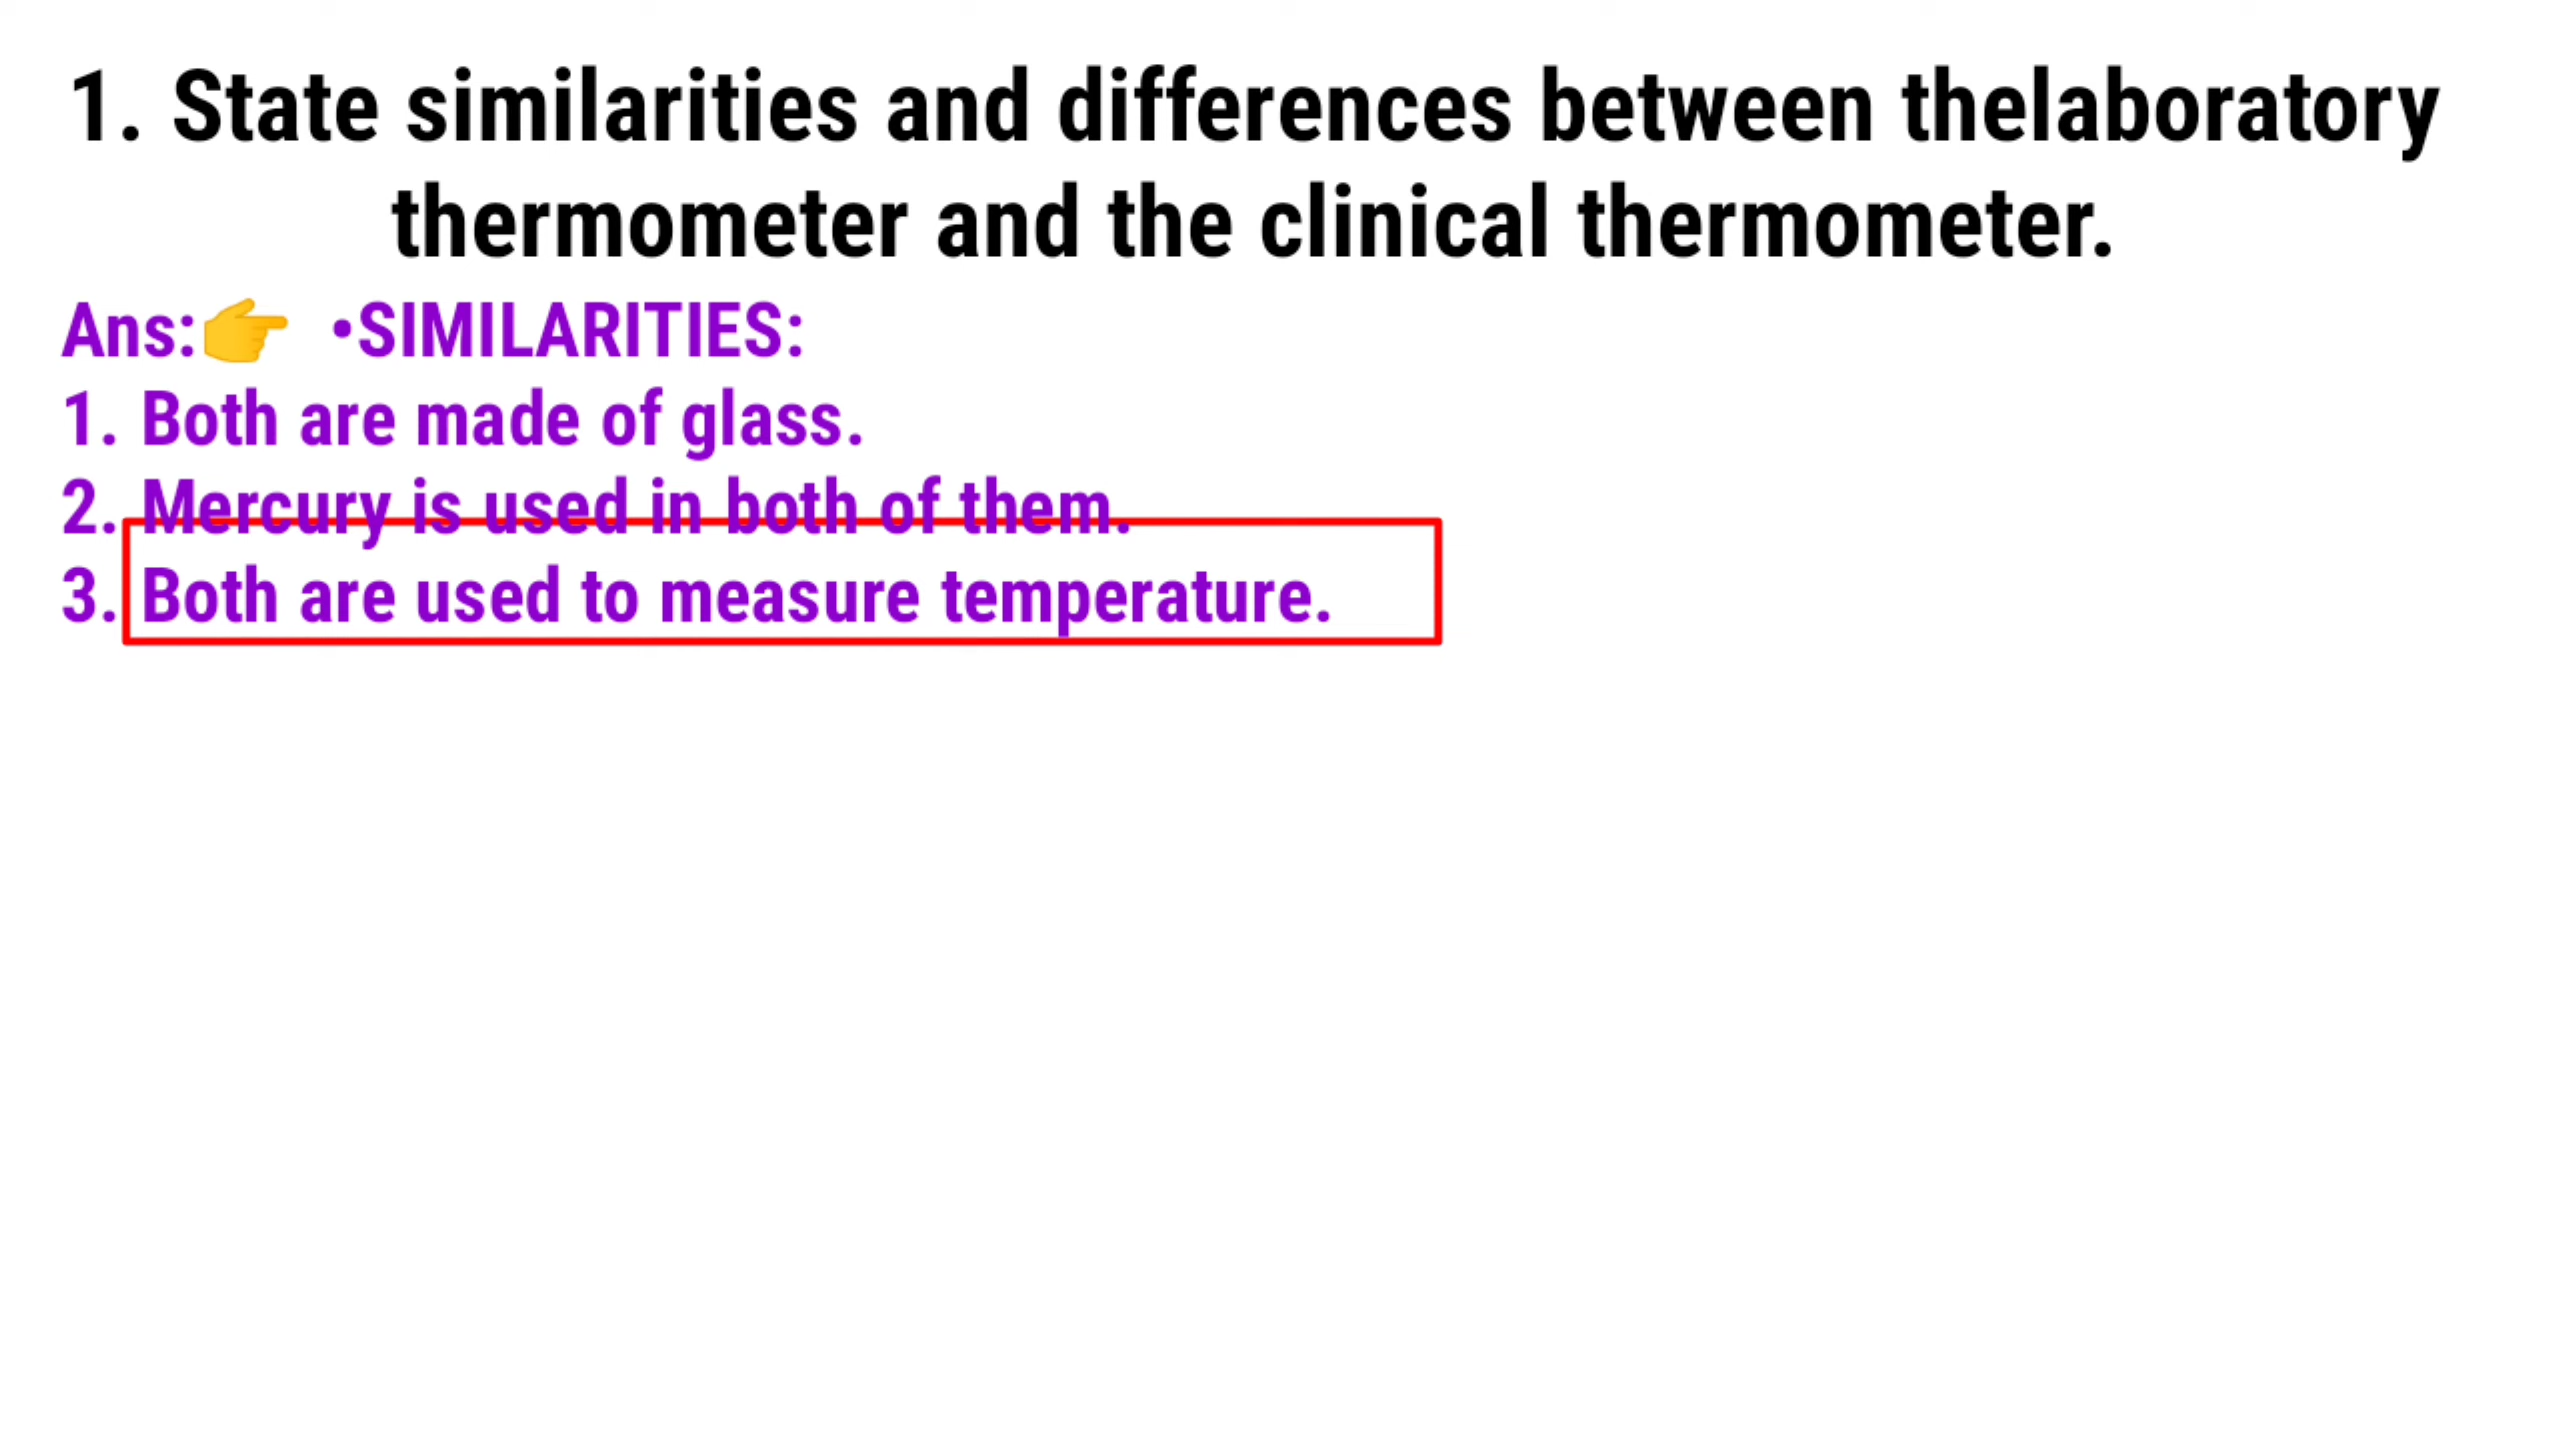 1. State similarities and differences between thelaboratory
thermometer and the clinical thermometer.
Ans:👉 •SIMILARITIES:
1. Both are made of glass.
2. Mercury is used in both of them.
3. Both are used to measure temperature.